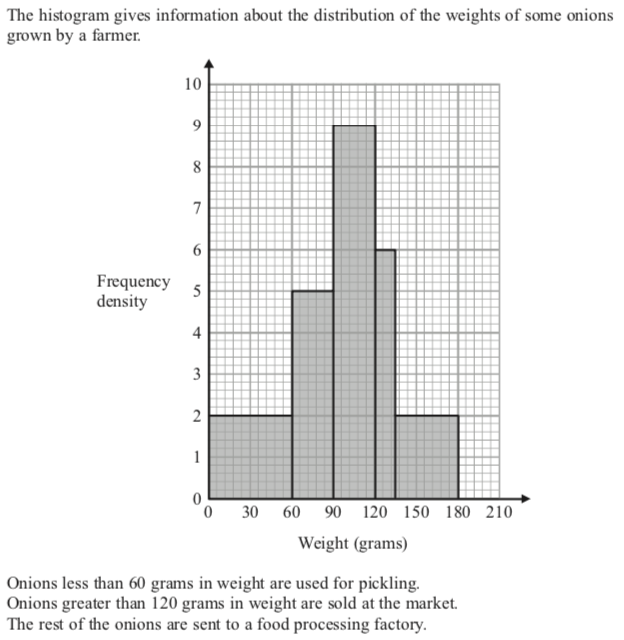 The histogram gives information about the distribution of the weights of some onions
grown by a farmer.
10
9
8
7
6
Frequency
density
5
4
3
2
1
0
0 30 60 90 120 150 180 210
Weight (grams)
Onions less than 60 grams in weight are used for pickling.
Onions greater than 120 grams in weight are sold at the market.
The rest of the onions are sent to a food processing factory.